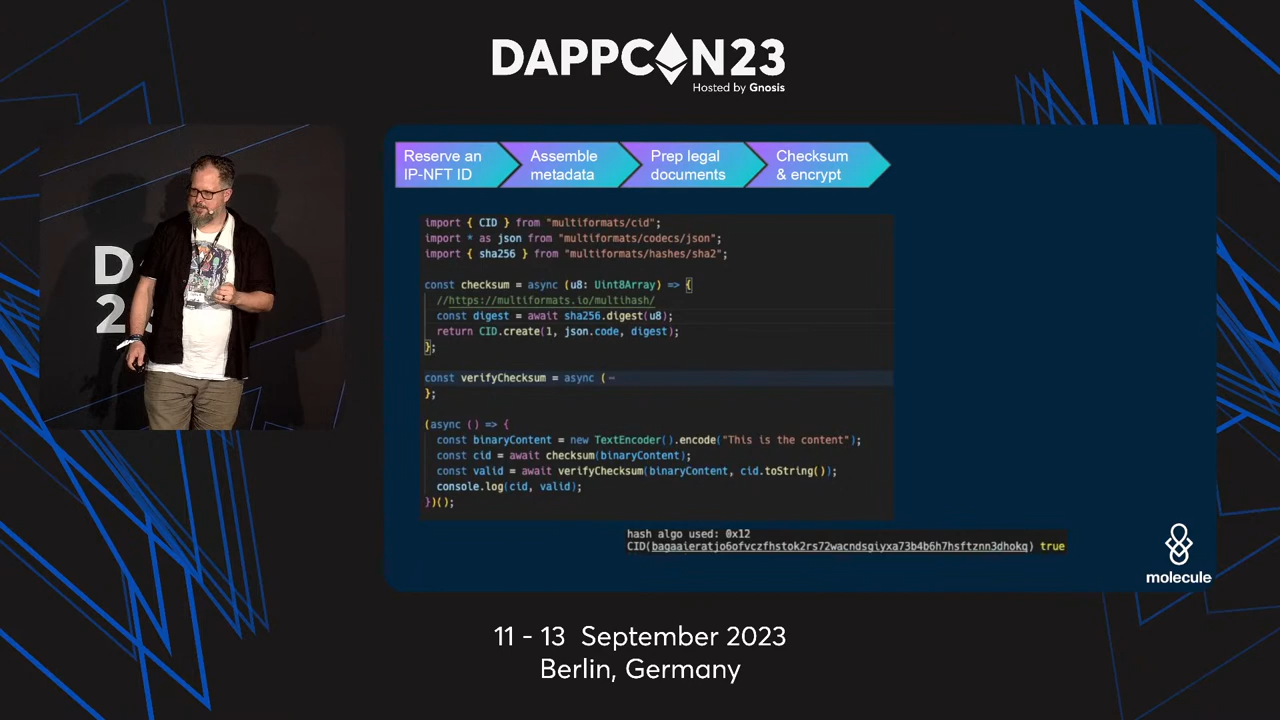 DAPPCON23
Hosted by Gnosis
D
2
Reserve an
IP-NFT ID
Assemble
metadata
Prep legal
documents
Checksum
& encrypt
import { CID } from "multiformats/cid";
import * as json from "multiformats/codecs/json";
import { sha256 } from "multiformats/hashes/sha2";
const checksum = async (u8: Uint8Array) => {
//https://multiformats.io/multihash/
const digest = await sha256.digest(u8);
return CID.create(1, json.code, digest);
};
const verifyChecksum = async (⋯
};
(async () => {
const binaryContent = new TextEncoder().encode("This is the content");
const cid = await checksum(binaryContent);
const valid = await verifyChecksum(binaryContent, cid.toString());
console.log(cid, valid);
})();
hash algo used: 0x12
CID(bagaaieratjo6ofvczfhstok2rs72wacndsgiyxa73b4b6h7hsftznn3dhokq) true
molecule
11 - 13 September 2023
Berlin, Germany